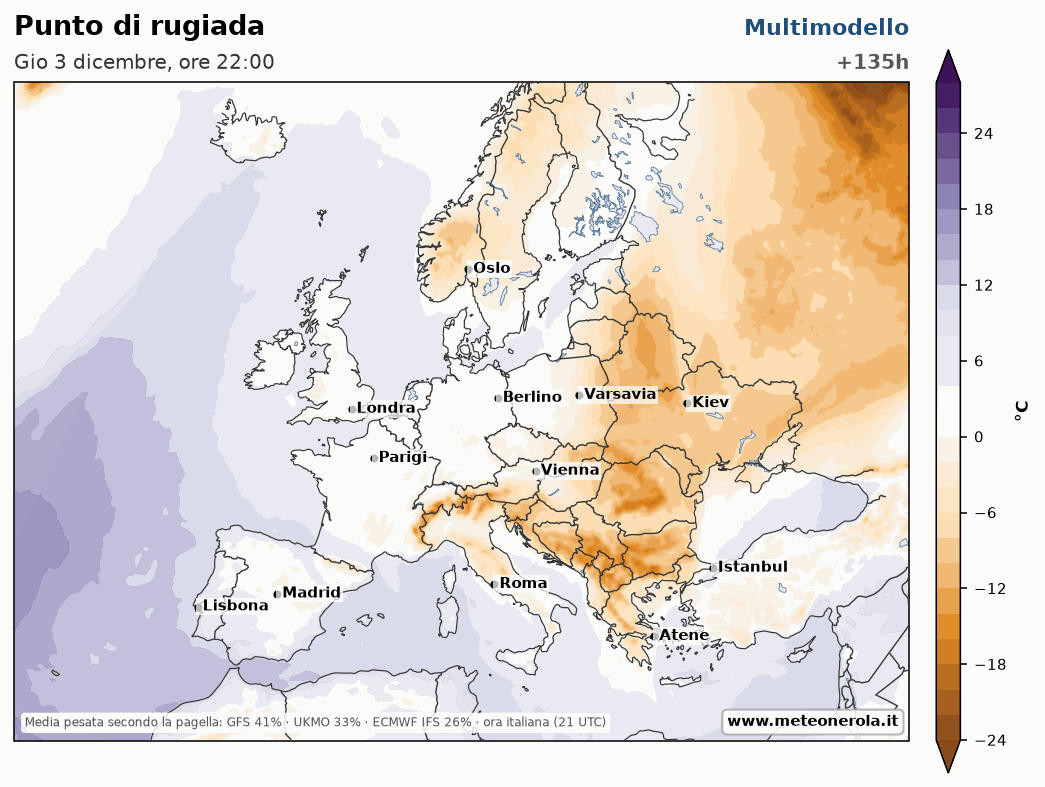 Punto di rugiada
Multimodello
Gio 3 dicembre, ore 22:00
+135h
Oslo
Londra
Berlino
Varsavia
Kiev
Parigi
Vienna
Madrid
Lisbona
Roma
Istanbul
Atene
Media pesata secondo la pagella: GFS 41% · UKMO 33% · ECMWF IFS 26% · ora italiana (21 UTC)
www.meteonerola.it
24
18
12
6
0
−6
−12
−18
−24
°C